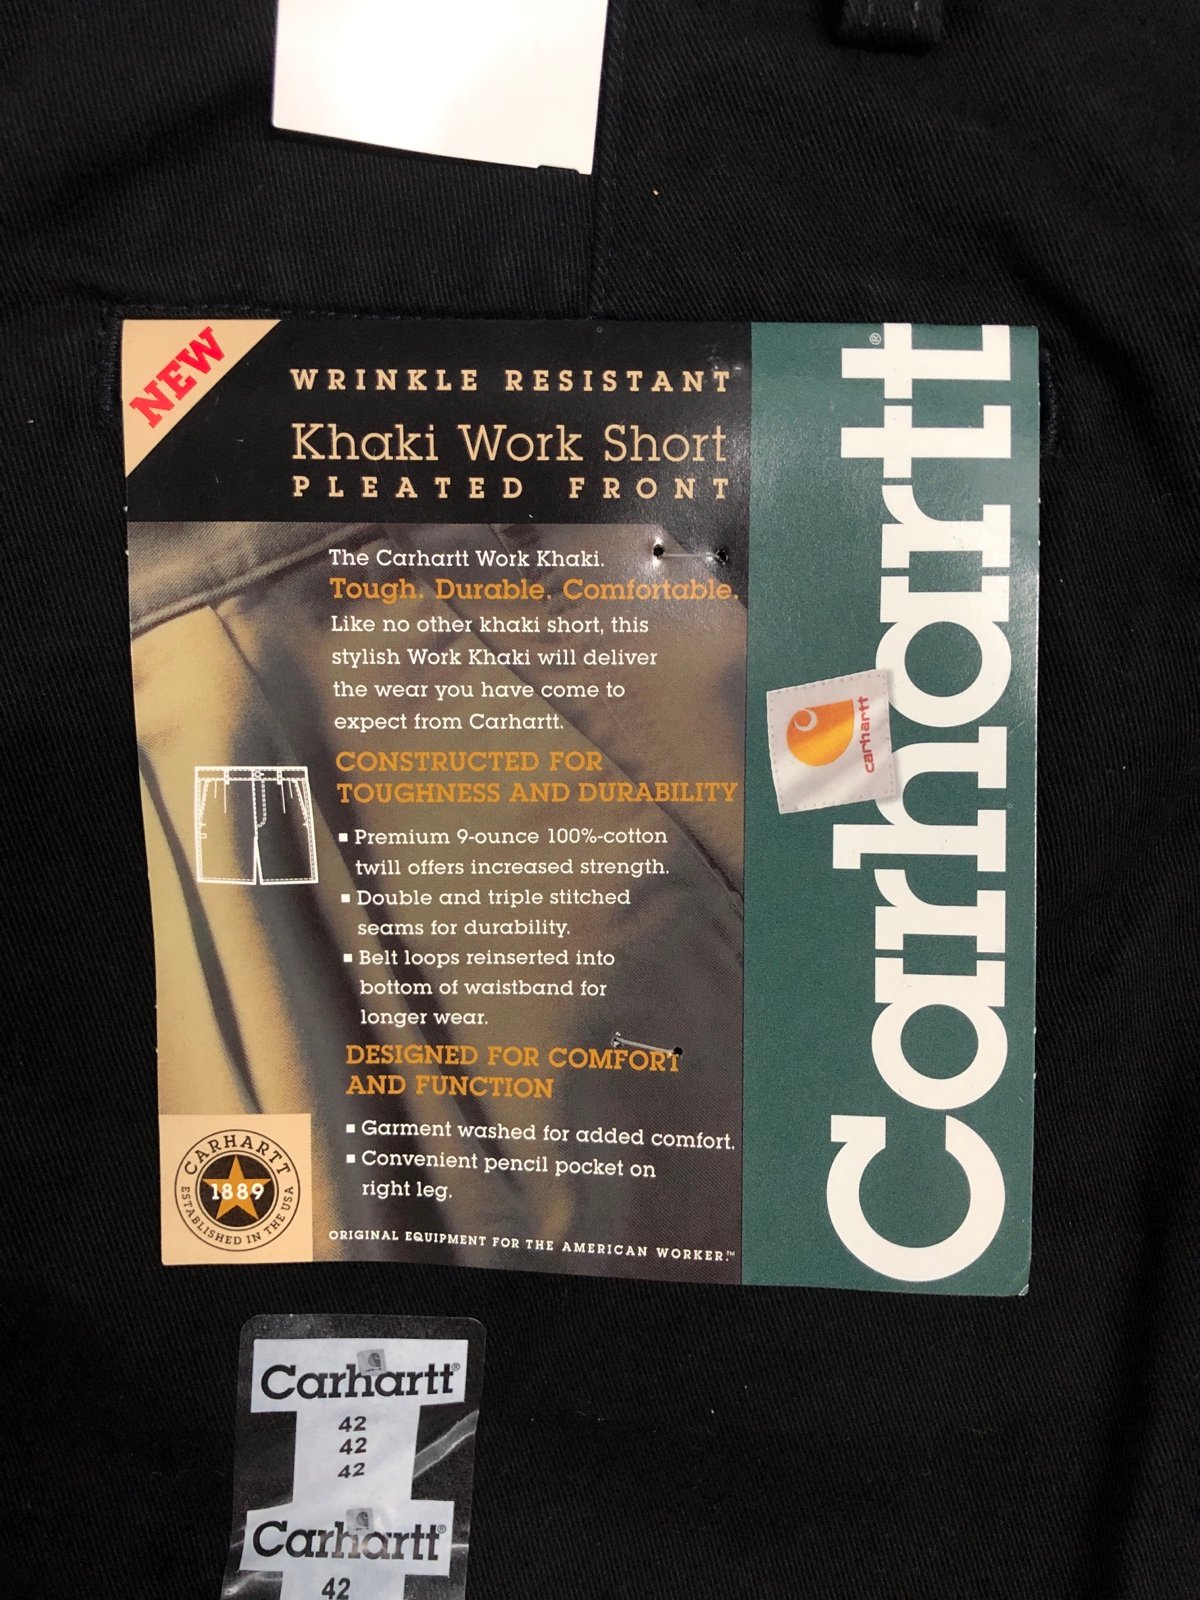 NEW
WRINKLE RESISTANT
Khaki Work Short
PLEATED FRONT
The Carhartt Work Khaki.
Tough. Durable. Comfortable.
Like no other khaki short, this
stylish Work Khaki will deliver
the wear you have come to
expect from Carhartt.
CONSTRUCTED FOR
TOUGHNESS AND DURABILITY
▪ Premium 9-ounce 100%-cotton
twill offers increased strength.
▪ Double and triple stitched
seams for durability.
▪ Belt loops reinserted into
bottom of waistband for
longer wear.
DESIGNED FOR COMFORT
AND FUNCTION
▪ Garment washed for added comfort.
▪ Convenient pencil pocket on
right leg.
ORIGINAL EQUIPMENT FOR THE AMERICAN WORKER.™
CARHARTT
1889
ESTABLISHED IN THE USA
Carhartt®
carhartt
Carhartt®
42
42
42
Carhartt®
42